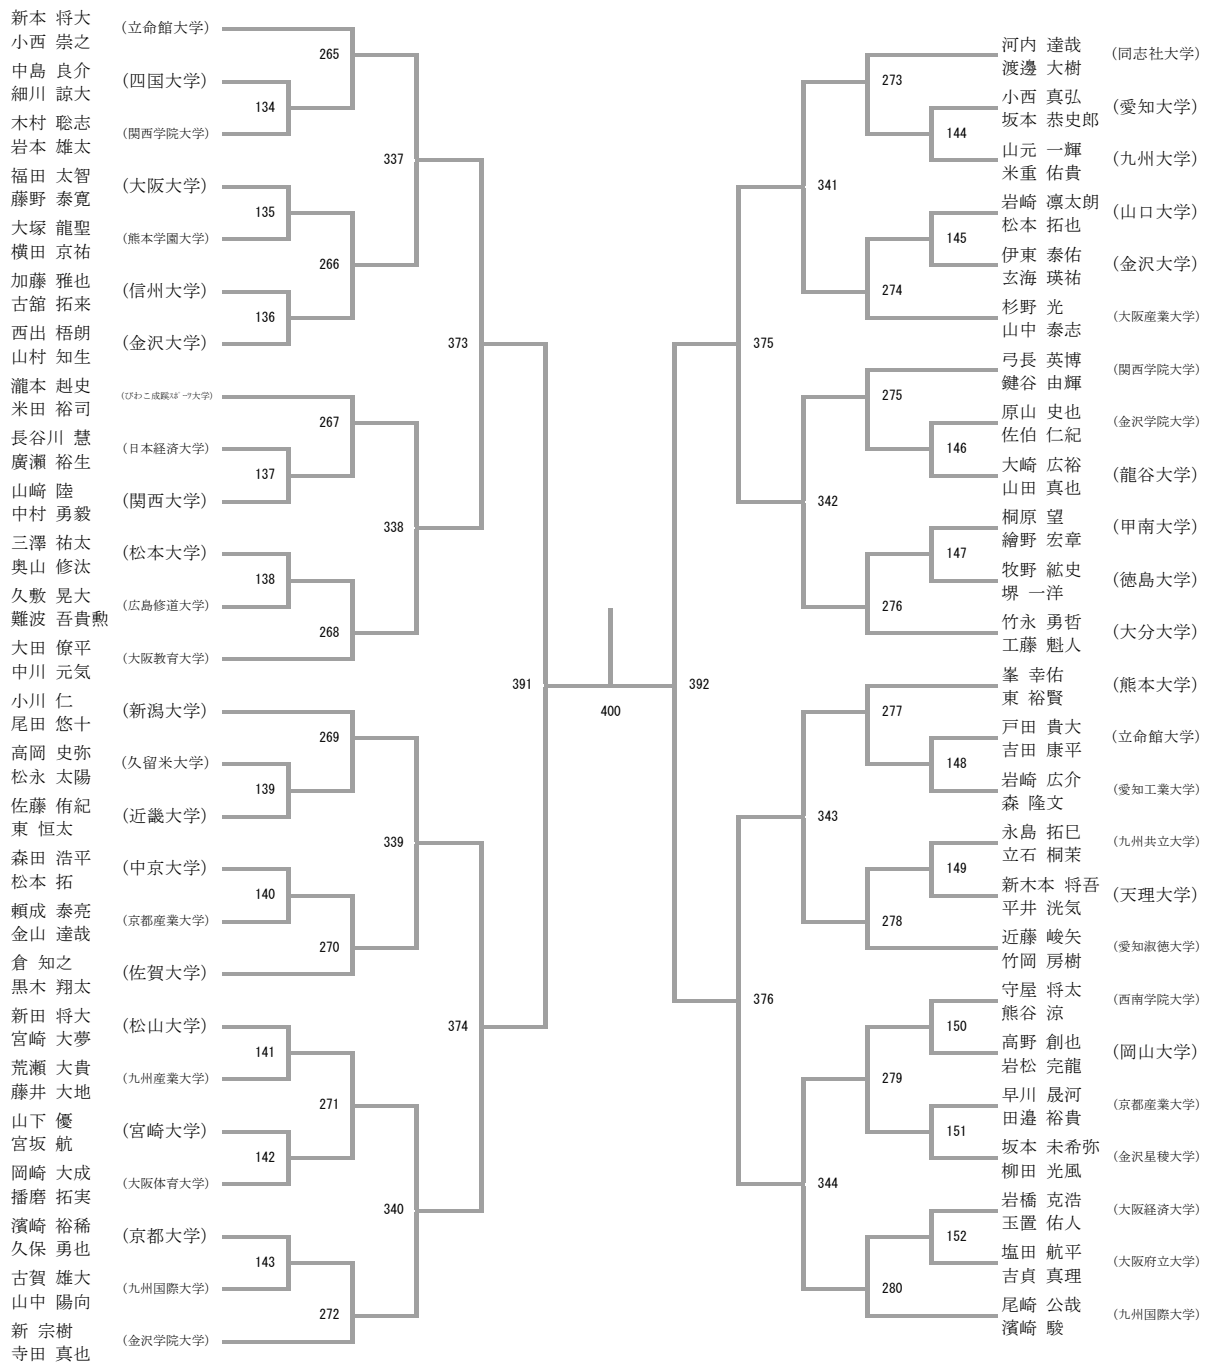 新本 将大
小西 崇之
(立命館大学)
中島 良介
細川 諒大
(四国大学)
木村 聡志
岩本 雄太
(関西学院大学)
福田 太智
藤野 泰寛
(大阪大学)
大塚 龍聖
横田 京祐
(熊本学園大学)
加藤 雅也
古舘 拓来
(信州大学)
西出 梧朗
山村 知生
(金沢大学)
瀧本 赳史
米田 裕司
(びわこ成蹊ｽﾎﾟｰﾂ大学)
長谷川 慧
廣瀬 裕生
(日本経済大学)
山﨑 陸
中村 勇毅
(関西大学)
三澤 祐太
奥山 修汰
(松本大学)
久敷 晃大
難波 吾貴勲
(広島修道大学)
大田 僚平
中川 元気
(大阪教育大学)
小川 仁
尾田 悠十
(新潟大学)
高岡 史弥
松永 太陽
(久留米大学)
佐藤 侑紀
東 恒太
(近畿大学)
森田 浩平
松本 拓
(中京大学)
頼成 泰亮
金山 達哉
(京都産業大学)
倉 知之
黒木 翔太
(佐賀大学)
新田 将大
宮崎 大夢
(松山大学)
荒瀬 大貴
藤井 大地
(九州産業大学)
山下 優
宮坂 航
(宮崎大学)
岡崎 大成
播磨 拓実
(大阪体育大学)
濱崎 裕稀
久保 勇也
(京都大学)
古賀 雄大
山中 陽向
(九州国際大学)
新 宗樹
寺田 真也
(金沢学院大学)
134
135
136
137
138
139
140
141
142
143
265
266
267
268
269
270
271
272
337
338
339
340
373
374
391
400
392
375
376
341
342
343
344
273
274
275
276
277
278
279
280
144
145
146
147
148
149
150
151
152
河内 達哉
渡邊 大樹
(同志社大学)
小西 真弘
坂本 恭史郎
(愛知大学)
山元 一輝
米重 佑貴
(九州大学)
岩崎 凛太朗
松本 拓也
(山口大学)
伊東 泰佑
玄海 瑛祐
(金沢大学)
杉野 光
山中 泰志
(大阪産業大学)
弓長 英博
鍵谷 由輝
(関西学院大学)
原山 史也
佐伯 仁紀
(金沢学院大学)
大崎 広裕
山田 真也
(龍谷大学)
桐原 望
繪野 宏章
(甲南大学)
牧野 紘史
堺 一洋
(徳島大学)
竹永 勇哲
工藤 魁人
(大分大学)
峯 幸佑
東 裕賢
(熊本大学)
戸田 貴大
吉田 康平
(立命館大学)
岩崎 広介
森 隆文
(愛知工業大学)
永島 拓巳
立石 桐茉
(九州共立大学)
新木本 将吾
平井 洸気
(天理大学)
近藤 峻矢
竹岡 房樹
(愛知淑徳大学)
守屋 将太
熊谷 涼
(西南学院大学)
高野 創也
岩松 完龍
(岡山大学)
早川 晟河
田邉 裕貴
(京都産業大学)
坂本 未希弥
柳田 光風
(金沢星稜大学)
岩橋 克浩
玉置 佑人
(大阪経済大学)
塩田 航平
吉貞 真理
(大阪府立大学)
尾崎 公哉
濱崎 駿
(九州国際大学)